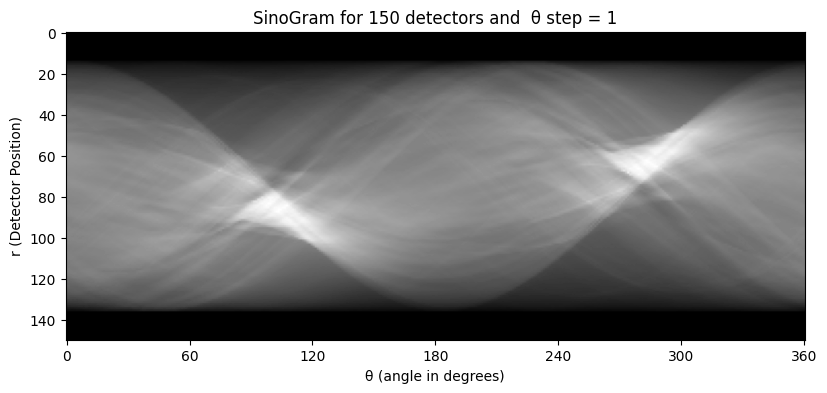 SinoGram for 150 detectors and  θ step = 1
0
20
40
60
80
100
120
140
r (Detector Position)
0 60 120 180 240 300 360
θ (angle in degrees)